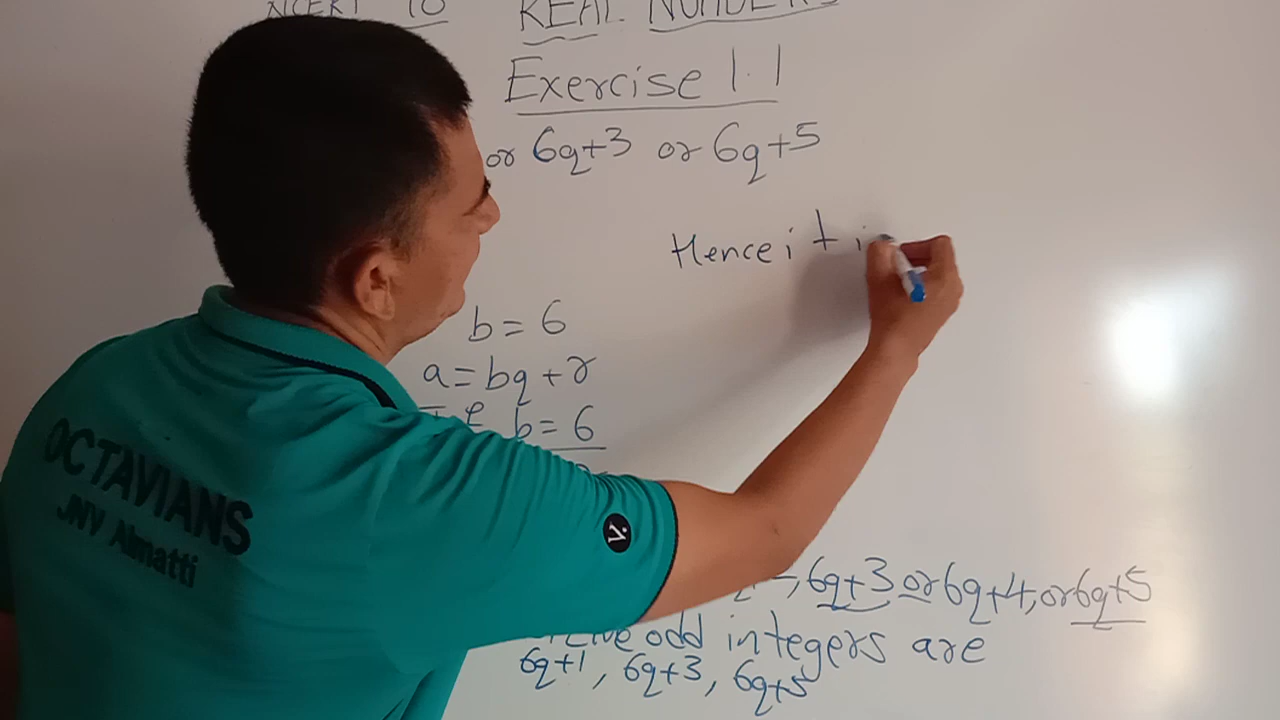 NCERT 10 REAL NUMBERS
Exercise 1.1
or 6q+3 or 6q+5
Hence it i
b = 6
a = bq + r
b = 6
, 6q+3 or 6q+4, or 6q+5
odd integers are
6q+1, 6q+3, 6q+5
OCTAVIANS
JNV Almatti
V.